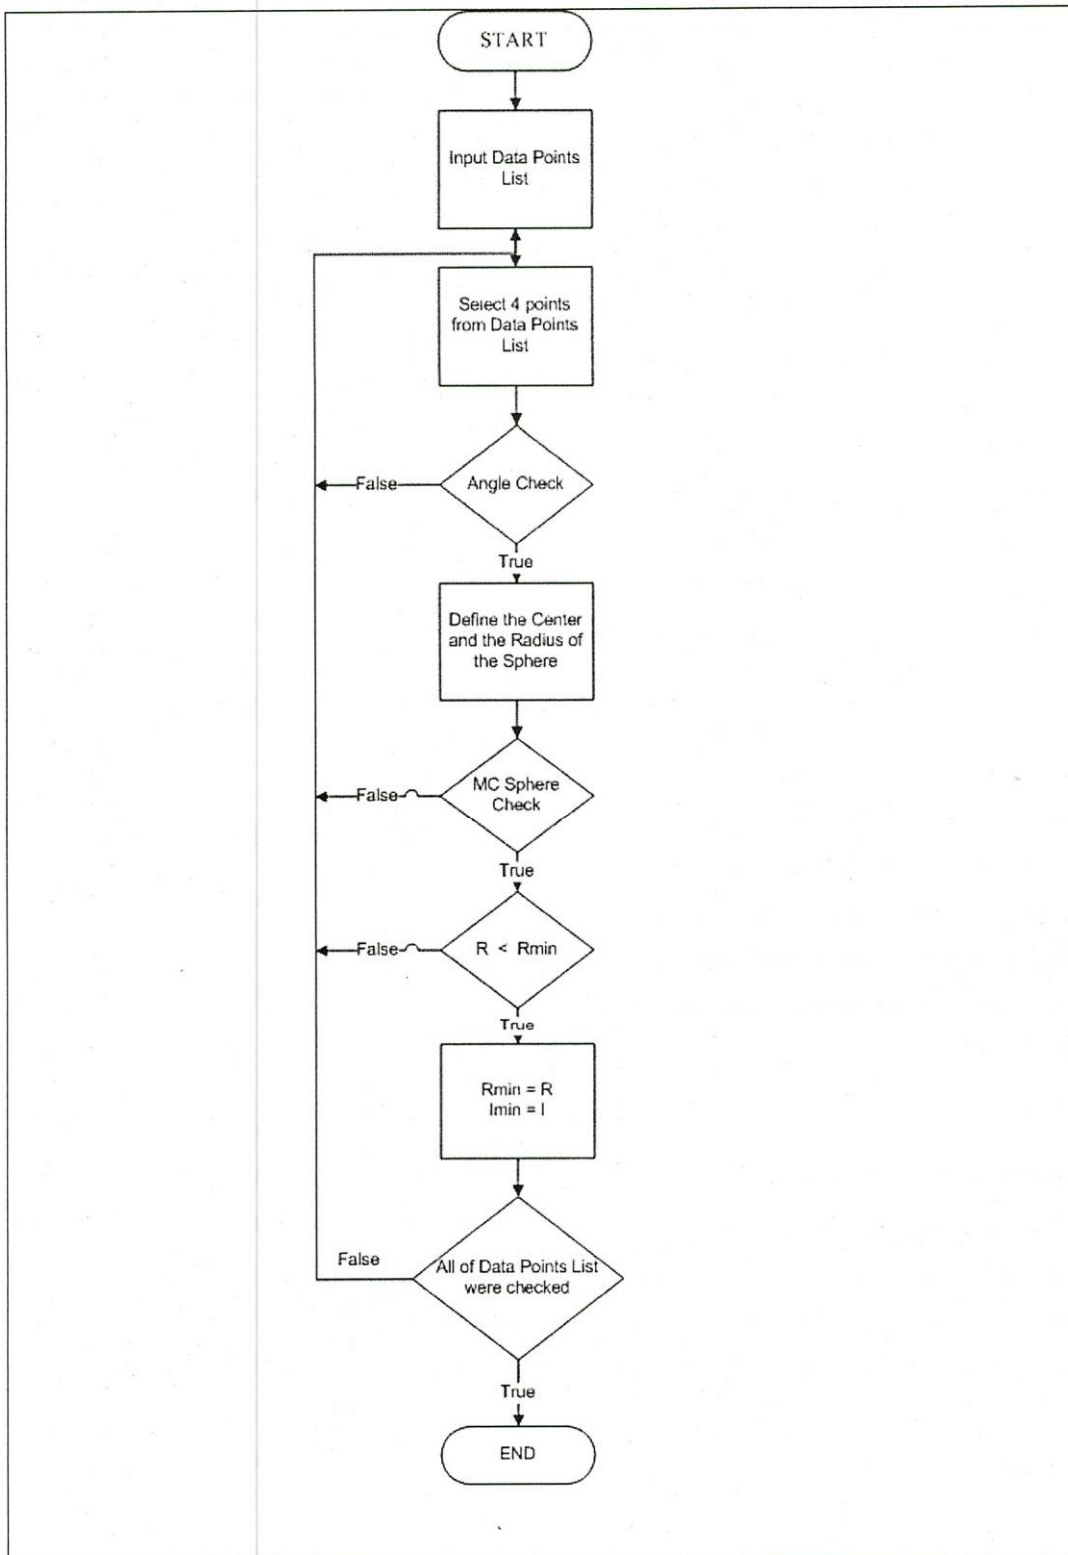 START
Input Data Points
List
Select 4 points
from Data Points
List
False
Angle Check
True
Define the Center
and the Radius of
the Sphere
False
MC Sphere
Check
True
False
R < Rmin
True
Rmin = R
Imin = I
False
All of Data Points List
were checked
True
END